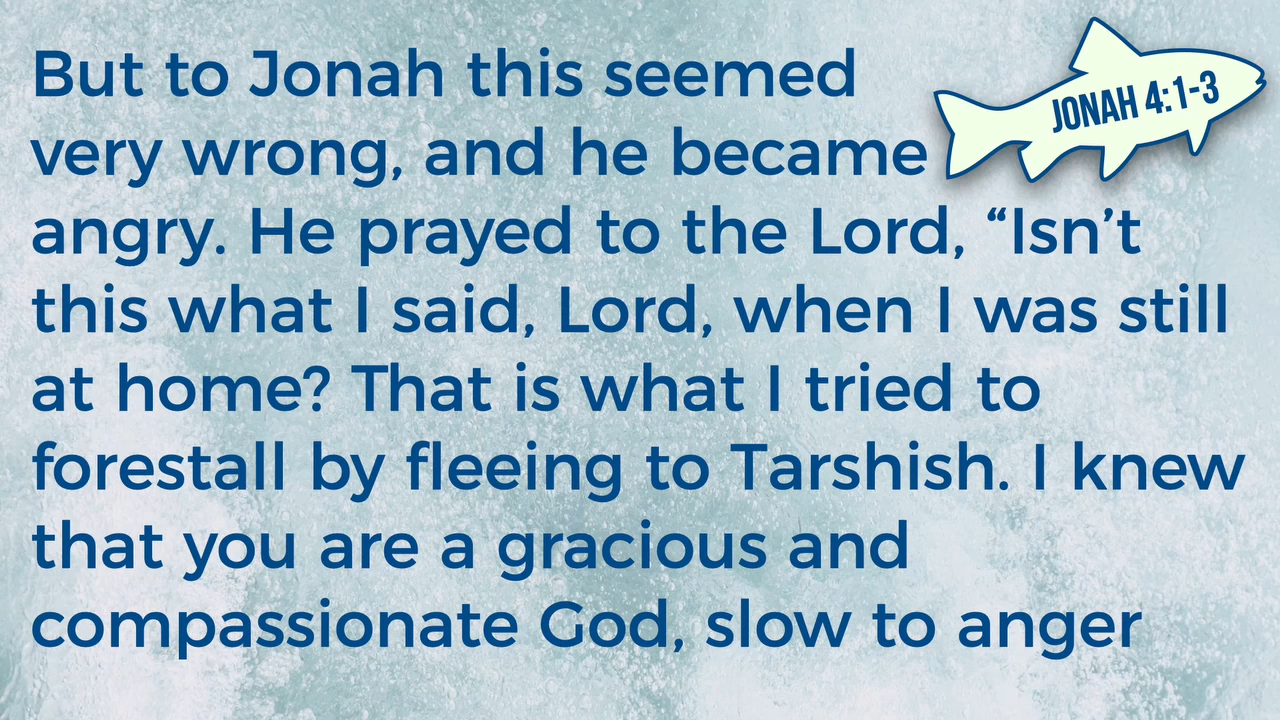 But to Jonah this seemed
very wrong, and he became
angry. He prayed to the Lord, “Isn’t
this what I said, Lord, when I was still
at home? That is what I tried to
forestall by fleeing to Tarshish. I knew
that you are a gracious and
compassionate God, slow to anger
JONAH 4:1-3